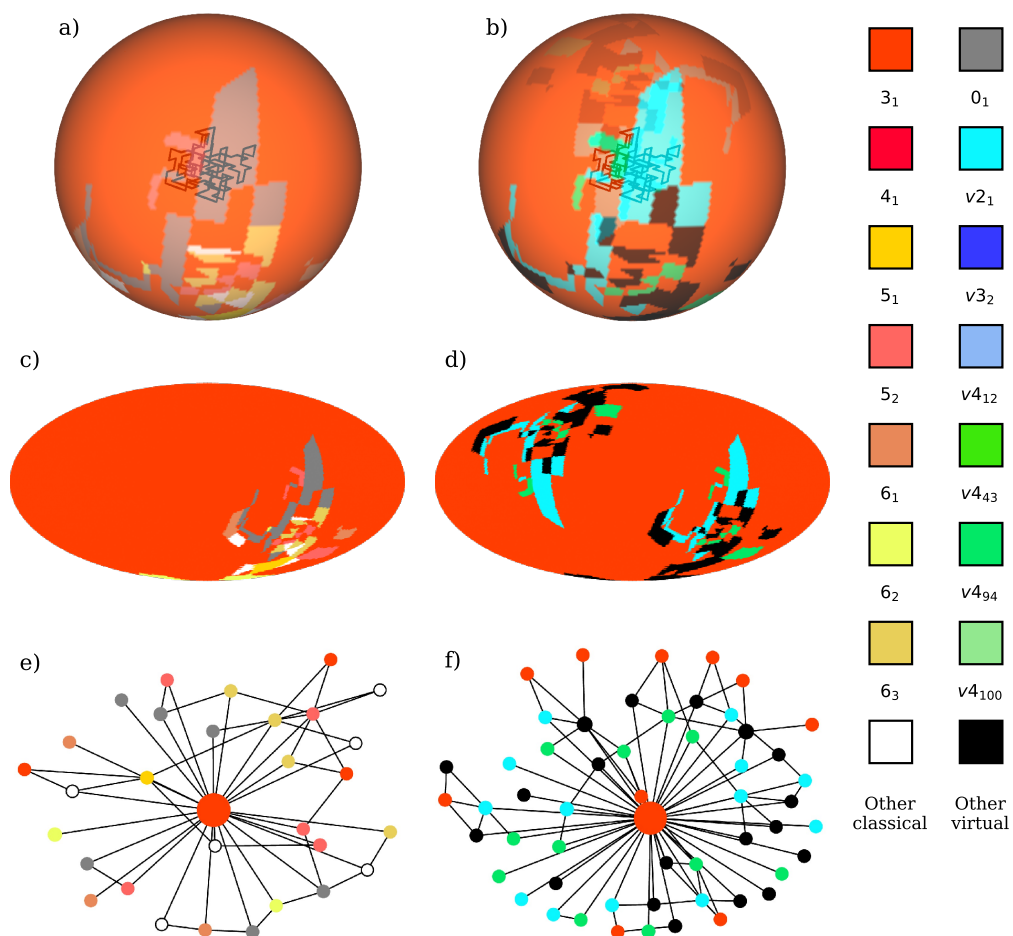 a)
b)
3₁ 0₁
4₁ v2₁
5₁ v3₂
5₂ v4₁₂
c)
d)
6₁ v4₄₃
6₂ v4₉₄
e)
f)
6₃ v4₁₀₀
Other Other
classical virtual